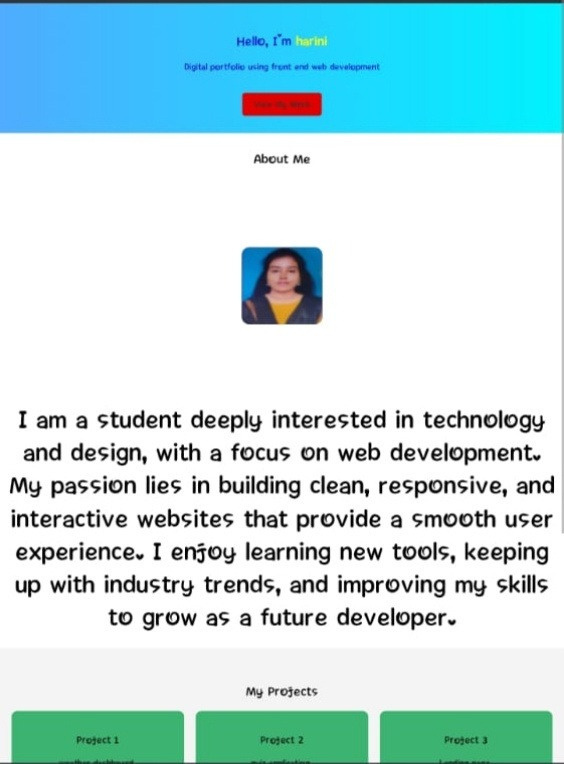 Hello, I'm harini
Digital portfolio using front end web development
View My Work
About Me
I am a student deeply interested in technology
and design, with a focus on web development.
My passion lies in building clean, responsive, and
interactive websites that provide a smooth user
experience. I enjoy learning new tools, keeping
up with industry trends, and improving my skills
to grow as a future developer.
My Projects
Project 1
Project 2
Project 3